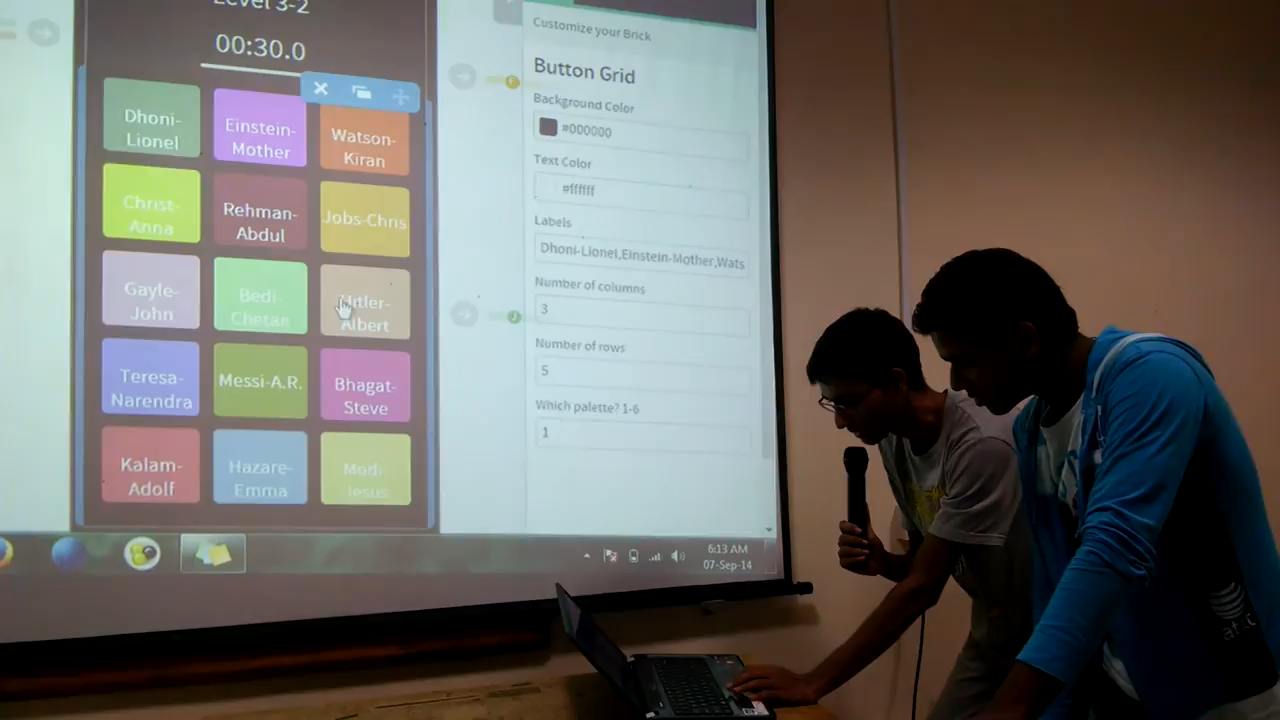 Level 3-2
00:30.0
Dhoni-
Lionel
Einstein-
Mother
Watson-
Kiran
Christ-
Anna
Rehman-
Abdul
Jobs-Chris
Gayle-
John
Bedi-
Chetan
Hitler-
Albert
Teresa-
Narendra
Messi-A.R.
Bhagat-
Steve
Kalam-
Adolf
Hazare-
Emma
Modi-
Jesus
Customize your Brick
Button Grid
Background Color
#000000
Text Color
#ffffff
Labels
Dhoni-Lionel,Einstein-Mother,Wats
Number of columns
3
Number of rows
5
Which palette? 1-6
1
6:13 AM
07-Sep-14